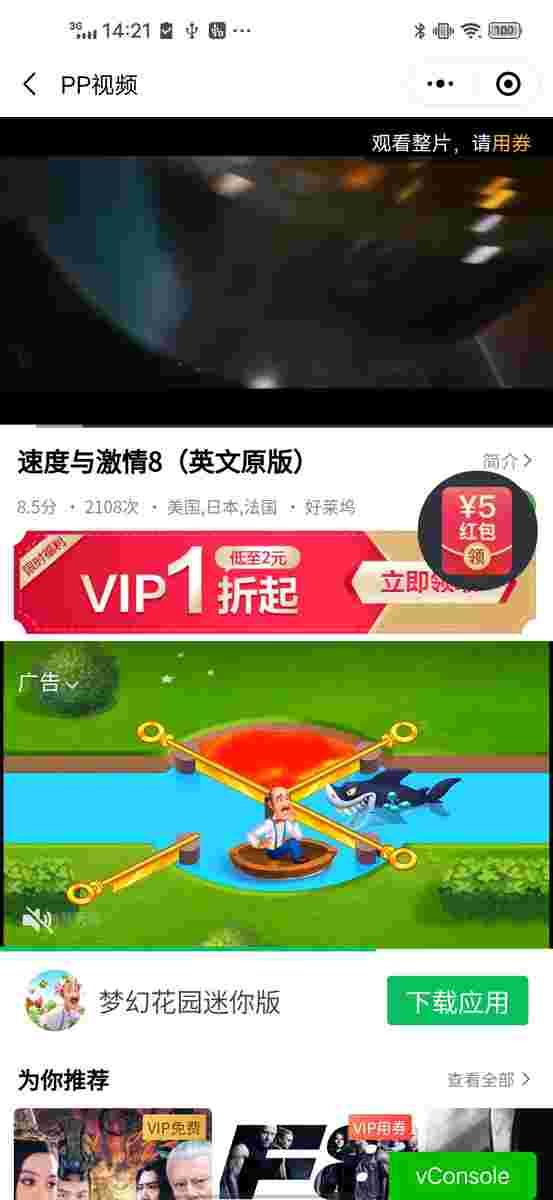 3G 14:21 100
PP视频
观看整片，请用券
速度与激情8（英文原版）
简介
8.5分 · 2108次 · 美国,日本,法国 · 好莱坞
¥5
红包
领
限时福利
VIP1折起
低至2元
立即领
广告
梦幻花园迷你版
下载应用
为你推荐
查看全部
VIP免费
VIP用券
F8
vConsole